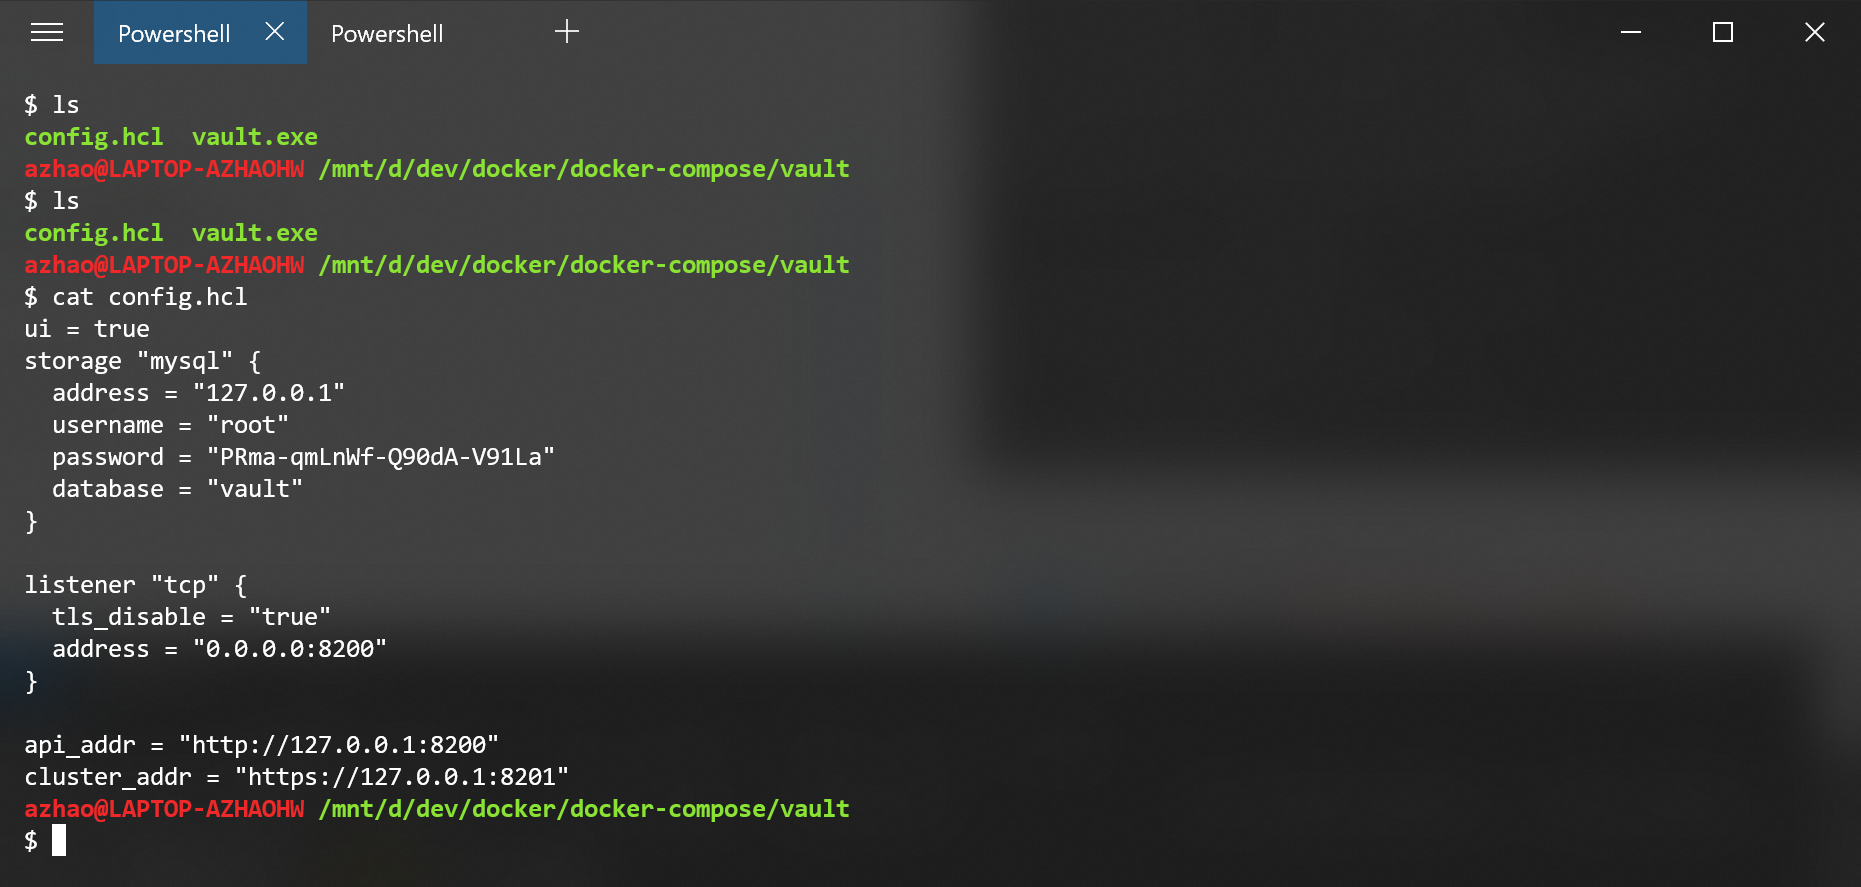 Powershell Powershell
$ ls
config.hcl  vault.exe
azhao@LAPTOP-AZHAOHW /mnt/d/dev/docker/docker-compose/vault
$ ls
config.hcl  vault.exe
azhao@LAPTOP-AZHAOHW /mnt/d/dev/docker/docker-compose/vault
$ cat config.hcl
ui = true
storage "mysql" {
  address = "127.0.0.1"
  username = "root"
  password = "PRma-qmLnWf-Q90dA-V91La"
  database = "vault"
}

listener "tcp" {
  tls_disable = "true"
  address = "0.0.0.0:8200"
}

api_addr = "http://127.0.0.1:8200"
cluster_addr = "https://127.0.0.1:8201"
azhao@LAPTOP-AZHAOHW /mnt/d/dev/docker/docker-compose/vault
$